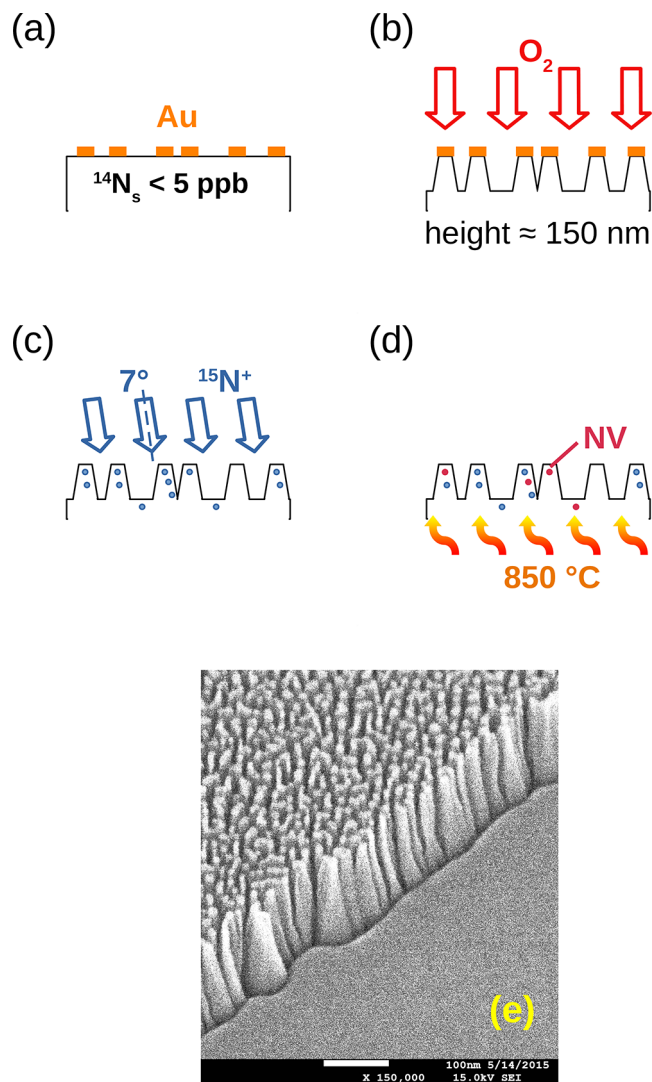 (a)
Au
¹⁴Nₛ < 5 ppb
(b)
O₂
height ≈ 150 nm
(c)
7° ¹⁵N⁺
(d)
NV
850 °C
(e)
100nm 5/14/2015
X 150,000 15.0kV SEI